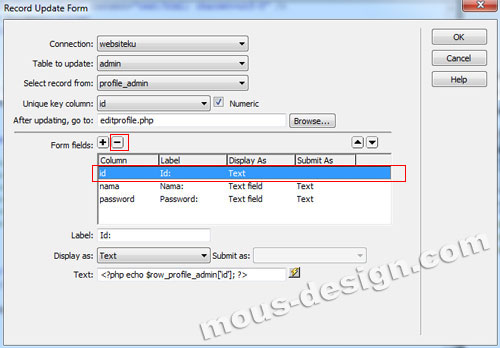 Record Update Form
OK
Connection: websiteku
Cancel
Table to update: admin
Help
Select record from: profile_admin
Unique key column: id Numeric
After updating, go to: editprofile.php Browse...
Form fields:
Column Label Display As Submit As
id Id: Text
nama Nama: Text field Text
password Password: Text field Text
Label: Id:
Display as: Text Submit as:
Text: <?php echo $row_profile_admin['id']; ?>
mous-design.com